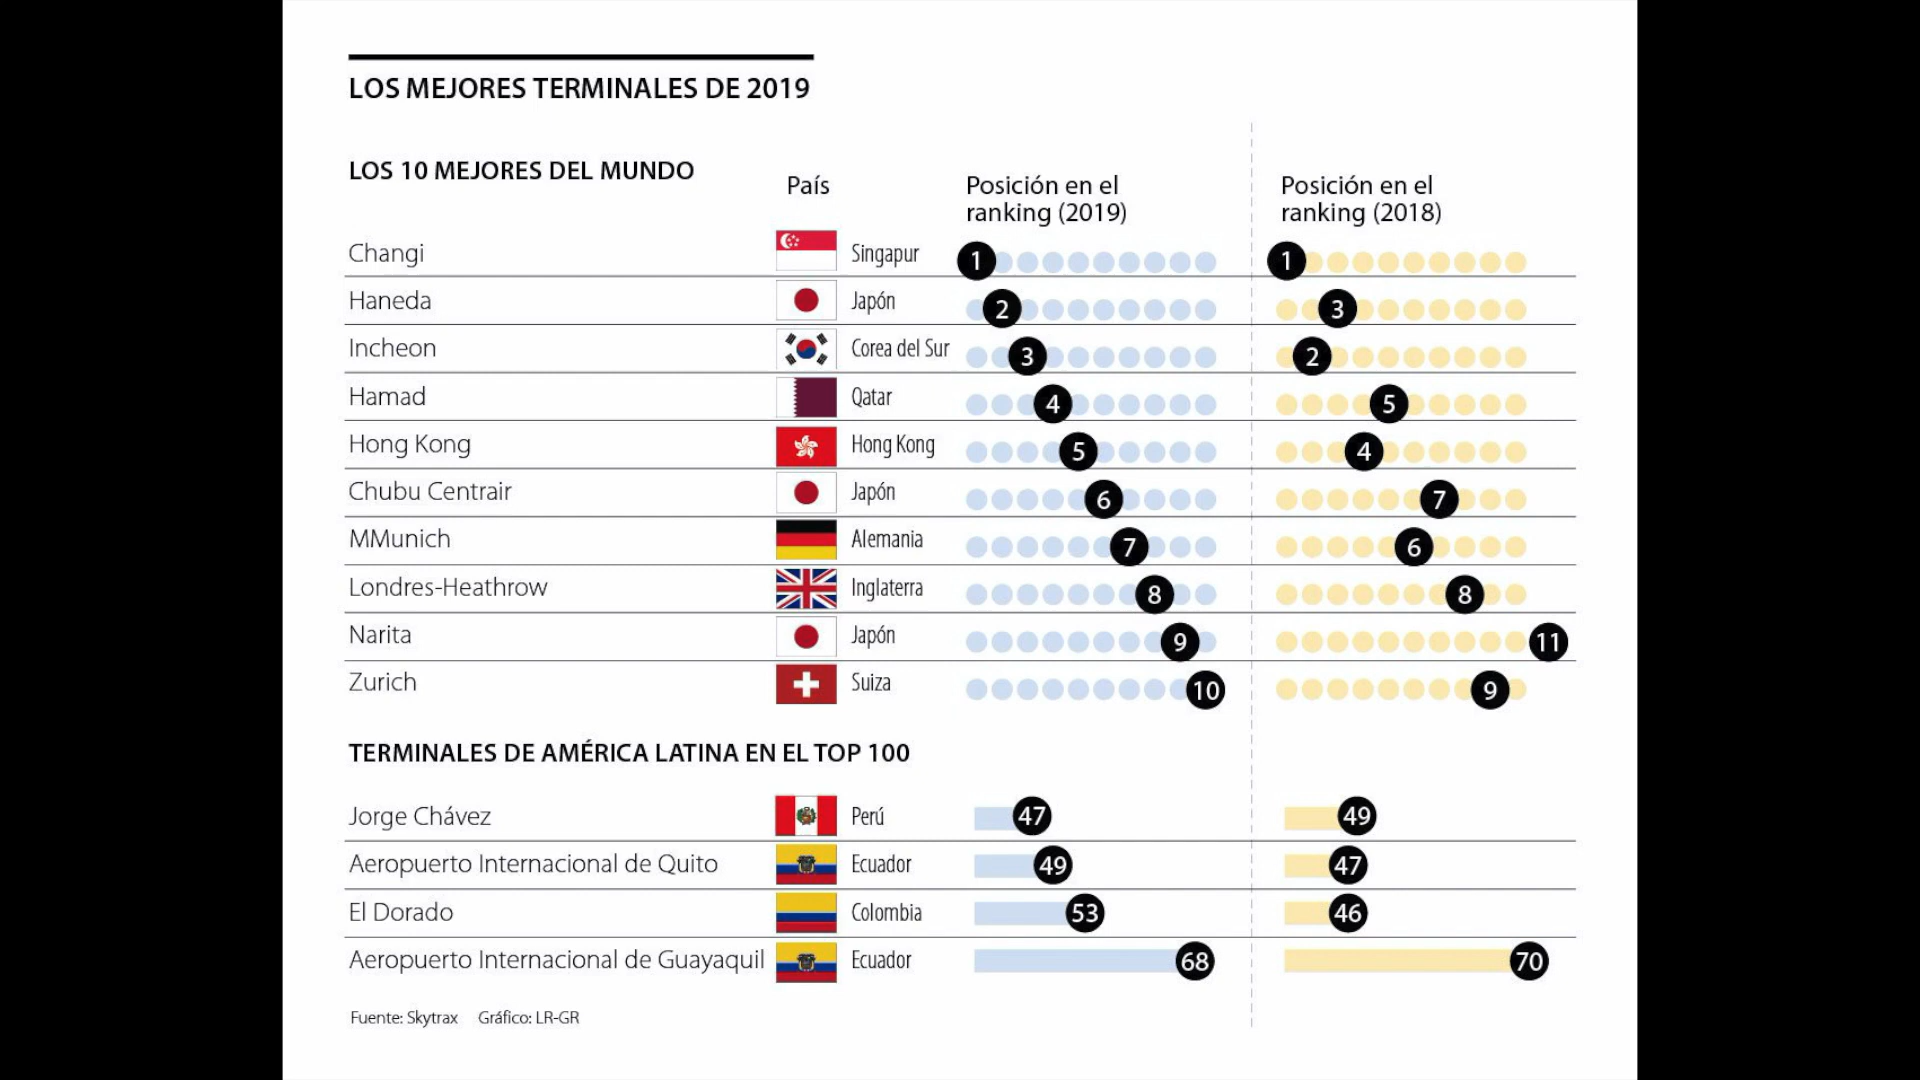 LOS MEJORES TERMINALES DE 2019
LOS 10 MEJORES DEL MUNDO
País
Posición en el
ranking (2019)
Posición en el
ranking (2018)
Changi Singapur 1 1
Haneda Japón 2 3
Incheon Corea del Sur 3 2
Hamad Qatar 4 5
Hong Kong Hong Kong 5 4
Chubu Centrair Japón 6 7
MMunich Alemania 7 6
Londres-Heathrow Inglaterra 8 8
Narita Japón 9 11
Zurich Suiza 10 9
TERMINALES DE AMÉRICA LATINA EN EL TOP 100
Jorge Chávez Perú 47 49
Aeropuerto Internacional de Quito Ecuador 49 47
El Dorado Colombia 53 46
Aeropuerto Internacional de Guayaquil Ecuador 68 70
Fuente: Skytrax Gráfico: LR-GR